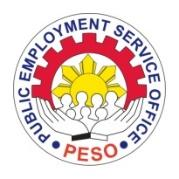 PUBLIC EMPLOYMENT SERVICE OFFICE
• PESO •